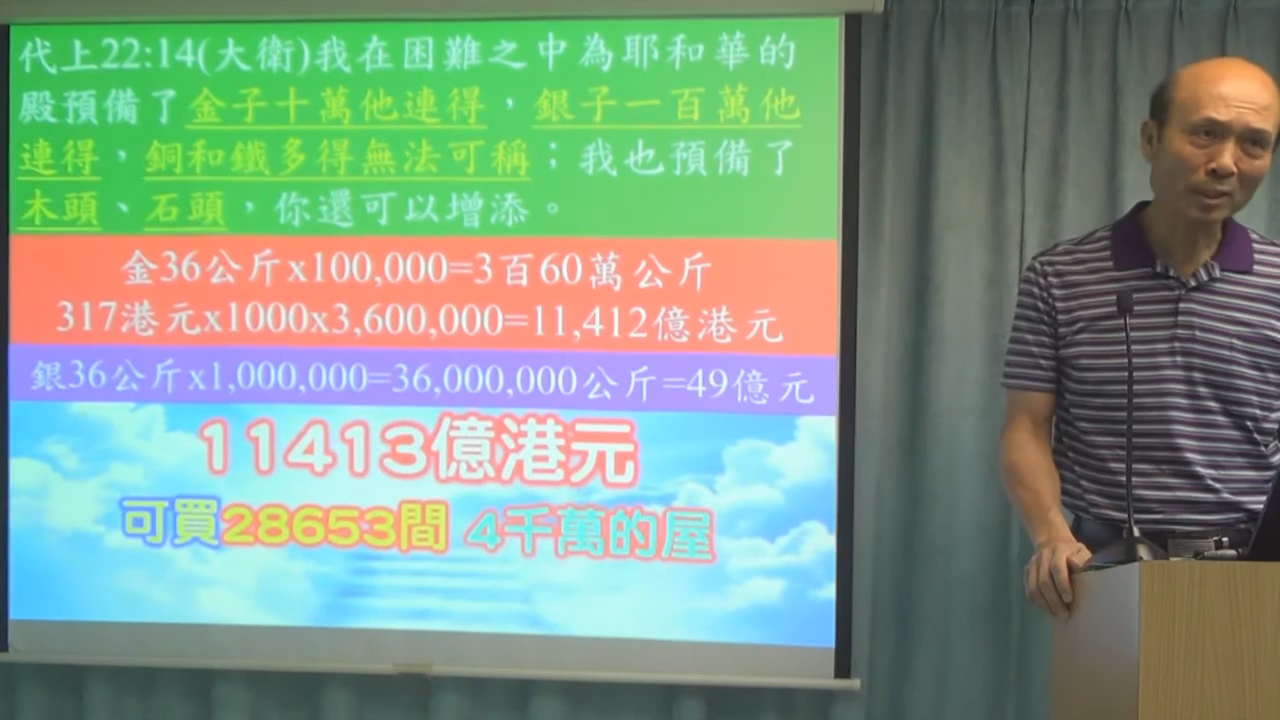 代上22:14(大衛)我在困難之中為耶和華的
殿預備了金子十萬他連得，銀子一百萬他
連得，銅和鐵多得無法可稱；我也預備了
木頭、石頭，你還可以增添。
金36公斤x100,000=3百60萬公斤
317港元x1000x3,600,000=11,412億港元
銀36公斤x1,000,000=36,000,000公斤=49億元
11413億港元
可買28653間 4千萬的屋